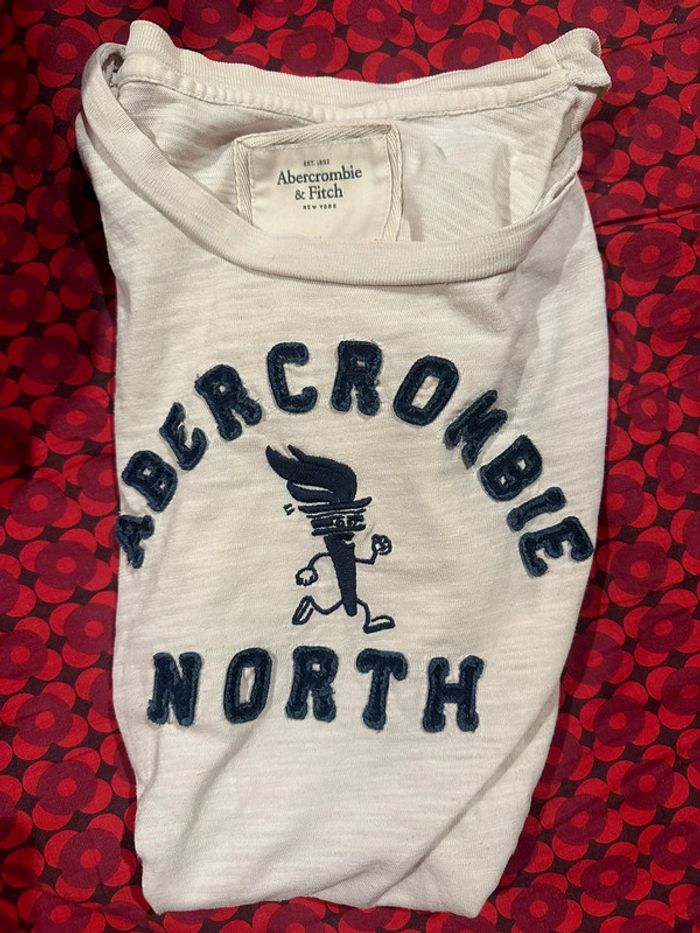 EST. 1892
Abercrombie
& Fitch
NEW YORK
ABERCROMBIE
NORTH